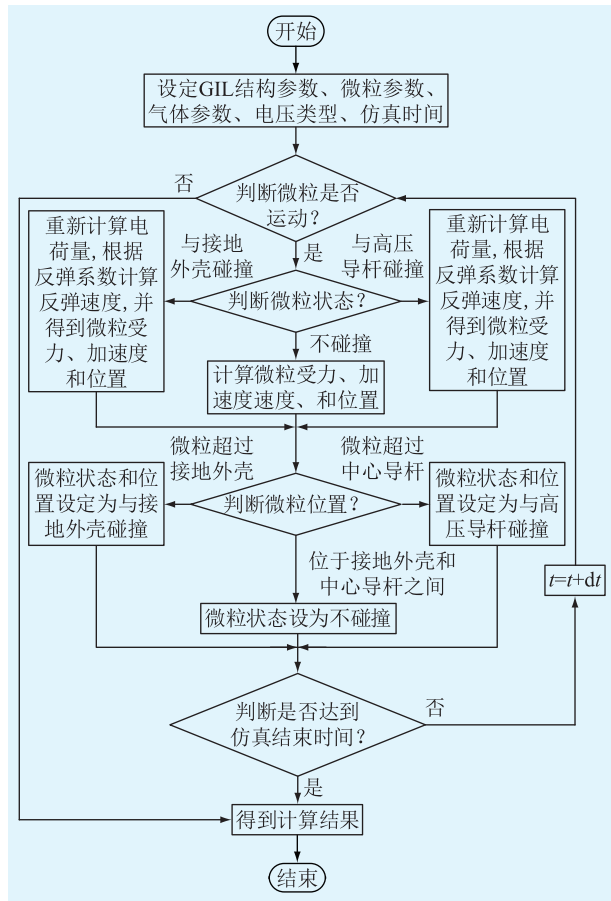 开始
设定GIL结构参数、微粒参数、
气体参数、电压类型、仿真时间
否
判断微粒是否
运动？
是
与接地
外壳碰撞
与高压
导杆碰撞
重新计算电
荷量,根据
反弹系数计算
反弹速度,并
得到微粒受
力、加速度
和位置
判断微粒状态？
重新计算电
荷量,根据
反弹系数计算
反弹速度,并
得到微粒受
力、加速度
和位置
不碰撞
计算微粒受力、加
速度速度、和位置
微粒超过
接地外壳
微粒超过
中心导杆
微粒状态和位
置设定为与接
地外壳碰撞
判断微粒位置？
微粒状态和位
置设定为与高
压导杆碰撞
位于接地外壳和
中心导杆之间
t=t+dt
微粒状态设为不碰撞
判断是否达到
仿真结束时间？
否
是
得到计算结果
结束